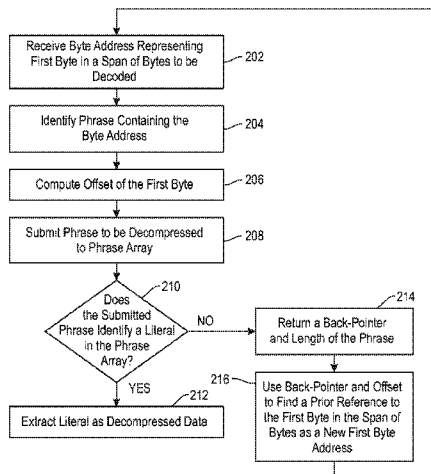 Receive Byte Address Representing
First Byte in a Span of Bytes to be
Decoded
202
Identify Phrase Containing the
Byte Address
204
Compute Offset of the First Byte
206
Submit Phrase to be Decompressed
to Phrase Array
208
Does
the Submitted
Phrase Identify a Literal
in the Phrase
Array?
210
NO
YES
214
Return a Back-Pointer
and Length of the Phrase
212
Extract Literal as Decompressed Data
216
Use Back-Pointer and Offset
to Find a Prior Reference to
the First Byte in the Span of
Bytes as a New First Byte
Address